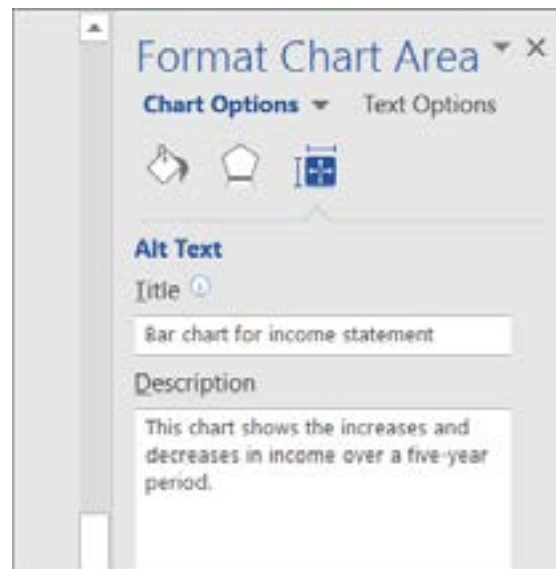 Format Chart Area
Chart Options Text Options
Alt Text
Title
Bar chart for income statement
Description
This chart shows the increases and
decreases in income over a five-year
period.